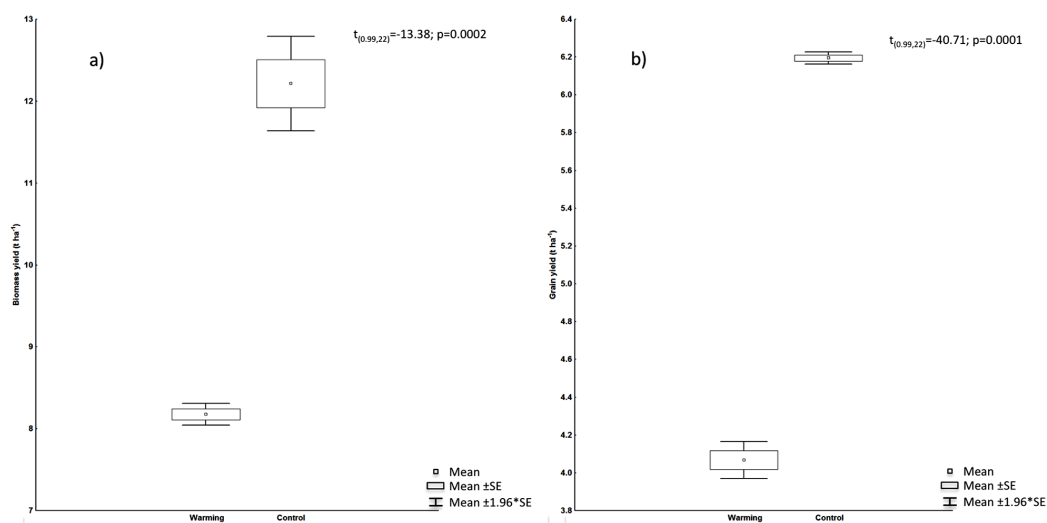 a)
t(0.99,22)=-13.38; p=0.0002
13
12
11
10
9
8
7
Biomass yield (t ha-1)
Warming Control
Mean
Mean ±SE
Mean ±1.96*SE
b)
t(0.99,22)=-40.71; p=0.0001
6.4
6.2
6.0
5.8
5.6
5.4
5.2
5.0
4.8
4.6
4.4
4.2
4.0
3.8
Grain yield (t ha-1)
Warming Control
Mean
Mean ±SE
Mean ±1.96*SE